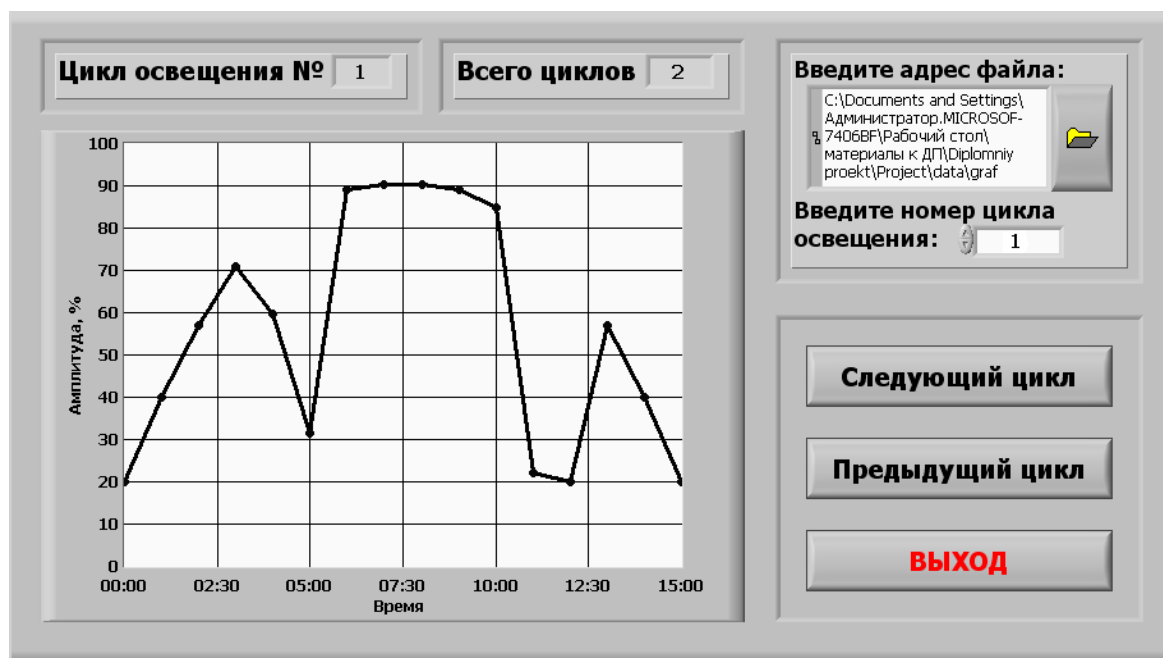 Цикл освещения № 1
Всего циклов 2
Введите адрес файла:
C:\Documents and Settings\
Администратор.MICROSOF-
7406BF\Рабочий стол\
материалы к ДП\Diplomniy
proekt\Project\data\graf
Введите номер цикла
освещения: 1
100
90
80
70
60
50
40
30
20
10
0
Амплитуда, %
00:00 02:30 05:00 07:30 10:00 12:30 15:00
Время
Следующий цикл
Предыдущий цикл
ВЫХОД